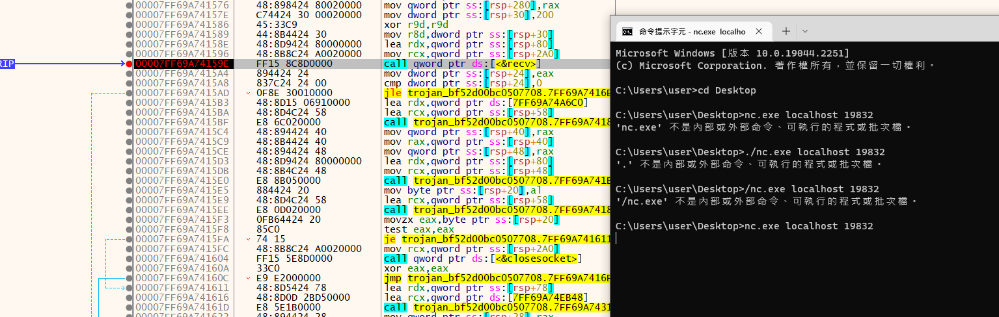 00007FF69A741576 48:898424 80020000 mov qword ptr ss:[rsp+280],rax
00007FF69A74157E C74424 30 00020000 mov dword ptr ss:[rsp+30],200
00007FF69A741586 45:33C9 xor r9d,r9d
00007FF69A741589 44:8B4424 30 mov r8d,dword ptr ss:[rsp+30]
00007FF69A74158E 48:8D9424 80000000 lea rdx,qword ptr ss:[rsp+80]
00007FF69A741596 48:8B8C24 A0020000 mov rcx,qword ptr ss:[rsp+2A0]
RIP 00007FF69A74159E FF15 8C8D0000 call qword ptr ds:[<&recv>]
00007FF69A7415A4 894424 24 mov dword ptr ss:[rsp+24],eax
00007FF69A7415A8 837C24 24 00 cmp dword ptr ss:[rsp+24],0
00007FF69A7415AD 0F8E 30010000 jle trojan_bf52d00bc0507708.7FF69A7416E
00007FF69A7415B3 48:8D15 06910000 lea rdx,qword ptr ds:[7FF69A74A6C0]
00007FF69A7415BA 48:8D4C24 58 lea rcx,qword ptr ss:[rsp+58]
00007FF69A7415BF E8 6C020000 call trojan_bf52d00bc0507708.7FF69A7418
00007FF69A7415C4 48:894424 40 mov qword ptr ss:[rsp+40],rax
00007FF69A7415C9 48:8B4424 40 mov rax,qword ptr ss:[rsp+40]
00007FF69A7415CE 48:894424 48 mov qword ptr ss:[rsp+48],rax
00007FF69A7415D3 48:8D9424 80000000 lea rdx,qword ptr ss:[rsp+80]
00007FF69A7415DB 48:8B4C24 48 mov rcx,qword ptr ss:[rsp+48]
00007FF69A7415E0 E8 8B050000 call trojan_bf52d00bc0507708.7FF69A741B
00007FF69A7415E5 884424 20 mov byte ptr ss:[rsp+20],al
00007FF69A7415E9 48:8D4C24 58 lea rcx,qword ptr ss:[rsp+58]
00007FF69A7415EE E8 0D020000 call trojan_bf52d00bc0507708.7FF69A7418
00007FF69A7415F3 0FB64424 20 movzx eax,byte ptr ss:[rsp+20]
00007FF69A7415F8 85C0 test eax,eax
00007FF69A7415FA 74 15 je trojan_bf52d00bc0507708.7FF69A741611
00007FF69A7415FC 48:8B8C24 A0020000 mov rcx,qword ptr ss:[rsp+2A0]
00007FF69A741604 FF15 5E8D0000 call qword ptr ds:[<&closesocket>]
00007FF69A74160A 33C0 xor eax,eax
00007FF69A74160C E9 E2000000 jmp trojan_bf52d00bc0507708.7FF69A7416F
00007FF69A741611 48:8D5424 78 lea rdx,qword ptr ss:[rsp+78]
00007FF69A741616 48:8D0D 2BD50000 lea rcx,qword ptr ds:[7FF69A74EB48]
00007FF69A74161D E8 5E1B0000 call trojan_bf52d00bc0507708.7FF69A7431
00007FF69A741622 48:894424 28 mov qword ptr ss:[rsp+28],rax
命令提示字元 - nc.exe localho
Microsoft Windows [版本 10.0.19044.2251]
(c) Microsoft Corporation. 著作權所有，並保留一切權利。
C:\Users\user>cd Desktop
C:\Users\user\Desktop>nc.exe localhost 19832
'nc.exe' 不是內部或外部命令、可執行的程式或批次檔。
C:\Users\user\Desktop>./nc.exe localhost 19832
'.' 不是內部或外部命令、可執行的程式或批次檔。
C:\Users\user\Desktop>/nc.exe localhost 19832
'/nc.exe' 不是內部或外部命令、可執行的程式或批次檔。
C:\Users\user\Desktop>nc.exe localhost 19832